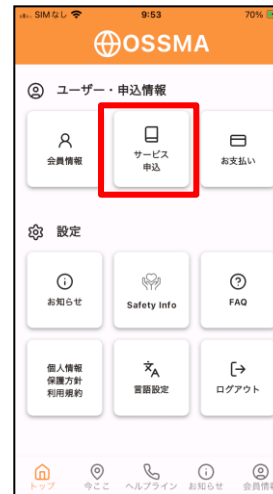 SIMなし 9:53 70%
OSSMA
ユーザー・申込情報
会員情報
サービス
申込
お支払い
設定
お知らせ
Safety Info
FAQ
個人情報
保護方針
利用規約
言語設定
ログアウト
トップ 今ここ ヘルプライン お知らせ 会員情報